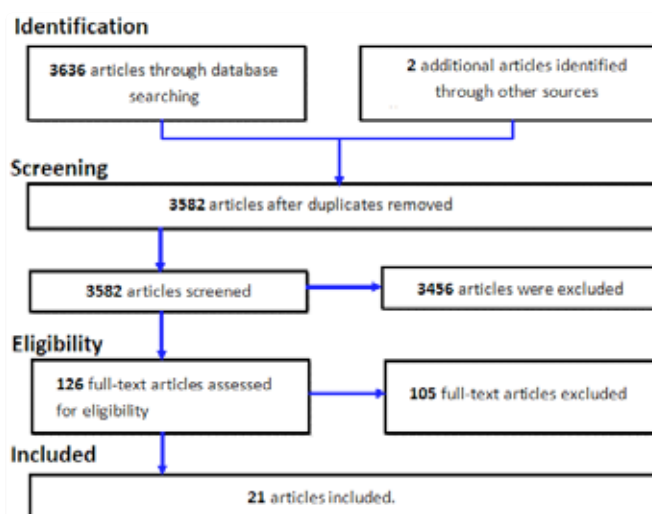 Identification
3636 articles through database
searching
2 additional articles identified
through other sources
Screening
3582 articles after duplicates removed
3582 articles screened
3456 articles were excluded
Eligibility
126 full-text articles assessed
for eligibility
105 full-text articles excluded
Included
21 articles included.